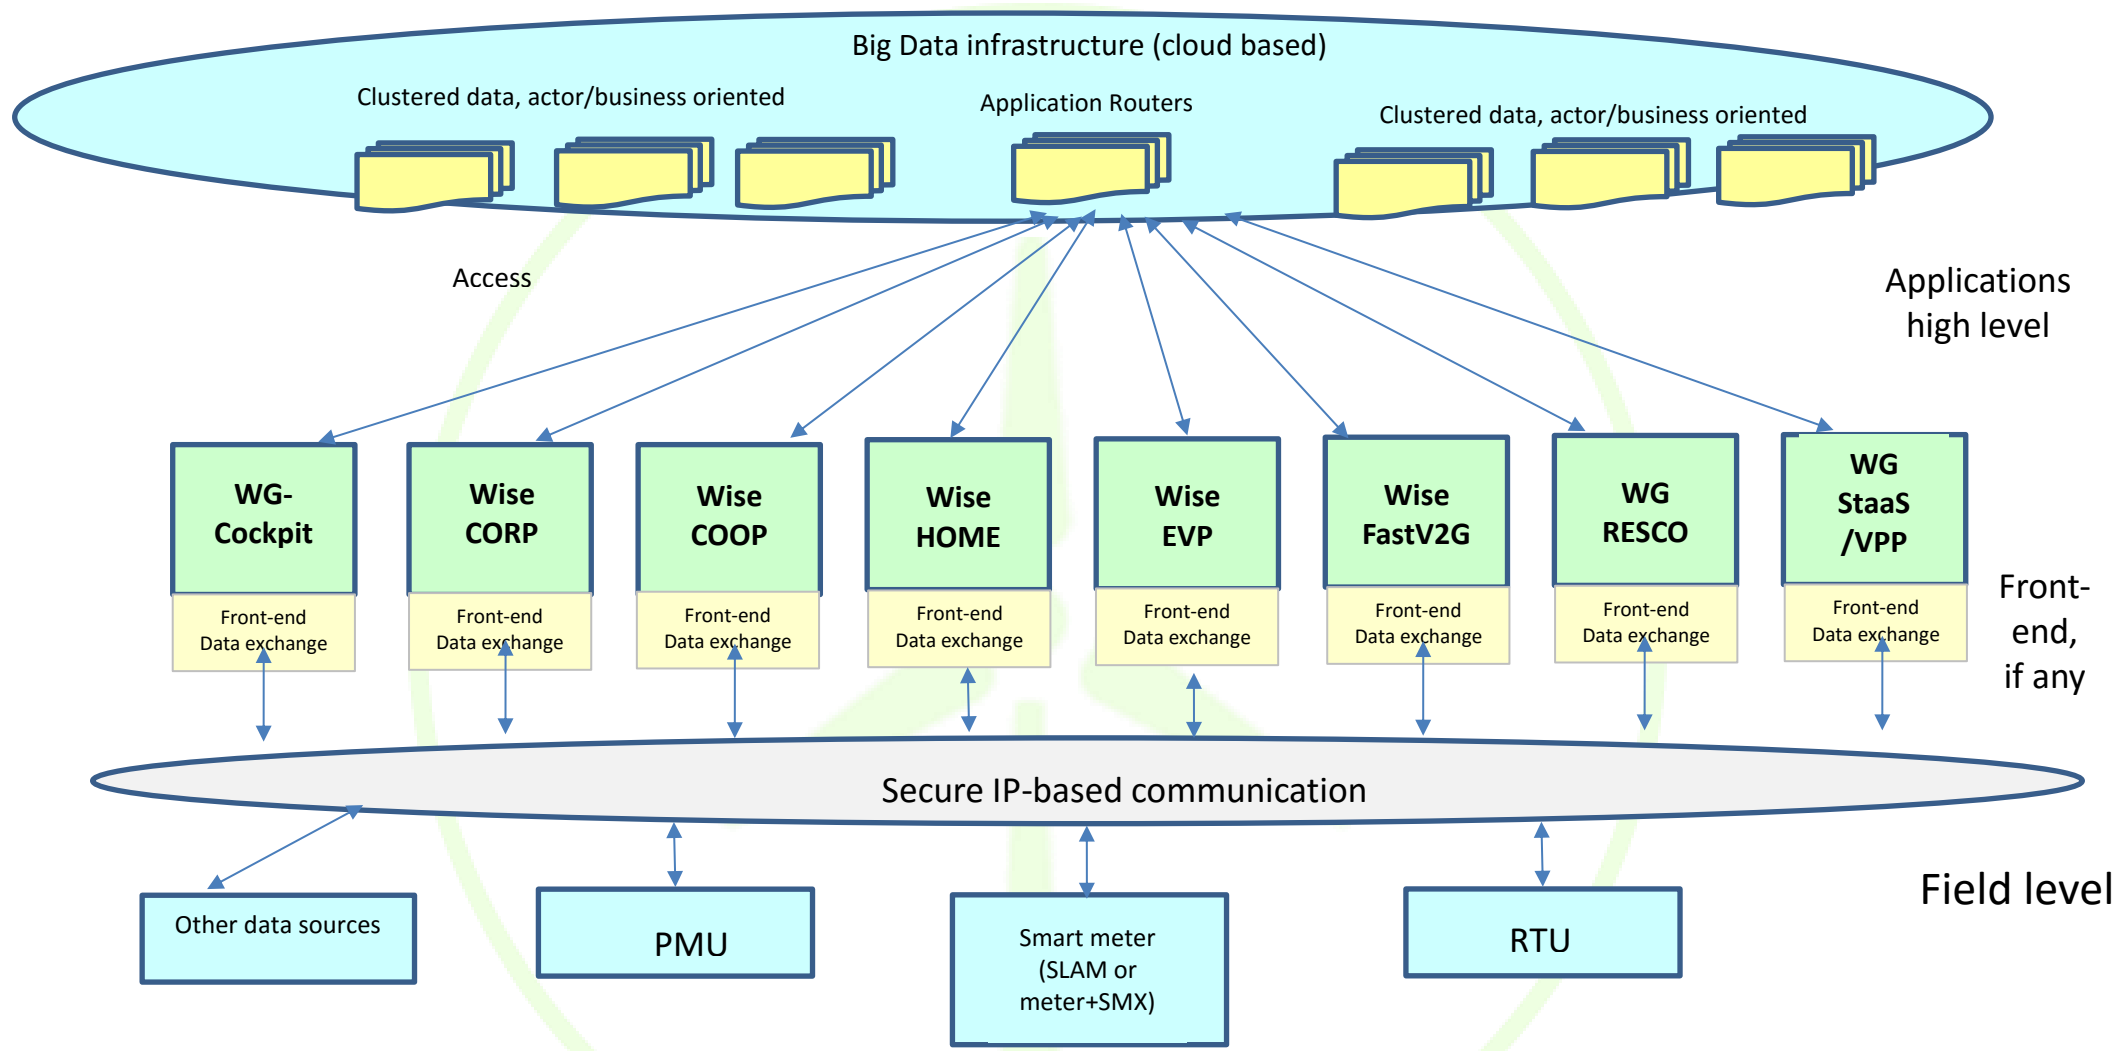 Big Data infrastructure (cloud based)
Clustered data, actor/business oriented
Application Routers
Clustered data, actor/business oriented
Access
Applications
high level
WG-
Cockpit
Wise
CORP
Wise
COOP
Wise
HOME
Wise
EVP
Wise
FastV2G
WG
RESCO
WG
StaaS
/VPP
Front-end
Data exchange
Front-end
Data exchange
Front-end
Data exchange
Front-end
Data exchange
Front-end
Data exchange
Front-end
Data exchange
Front-end
Data exchange
Front-end
Data exchange
Front-
end,
if any
Secure IP-based communication
Field level
Other data sources
PMU
Smart meter
(SLAM or
meter+SMX)
RTU